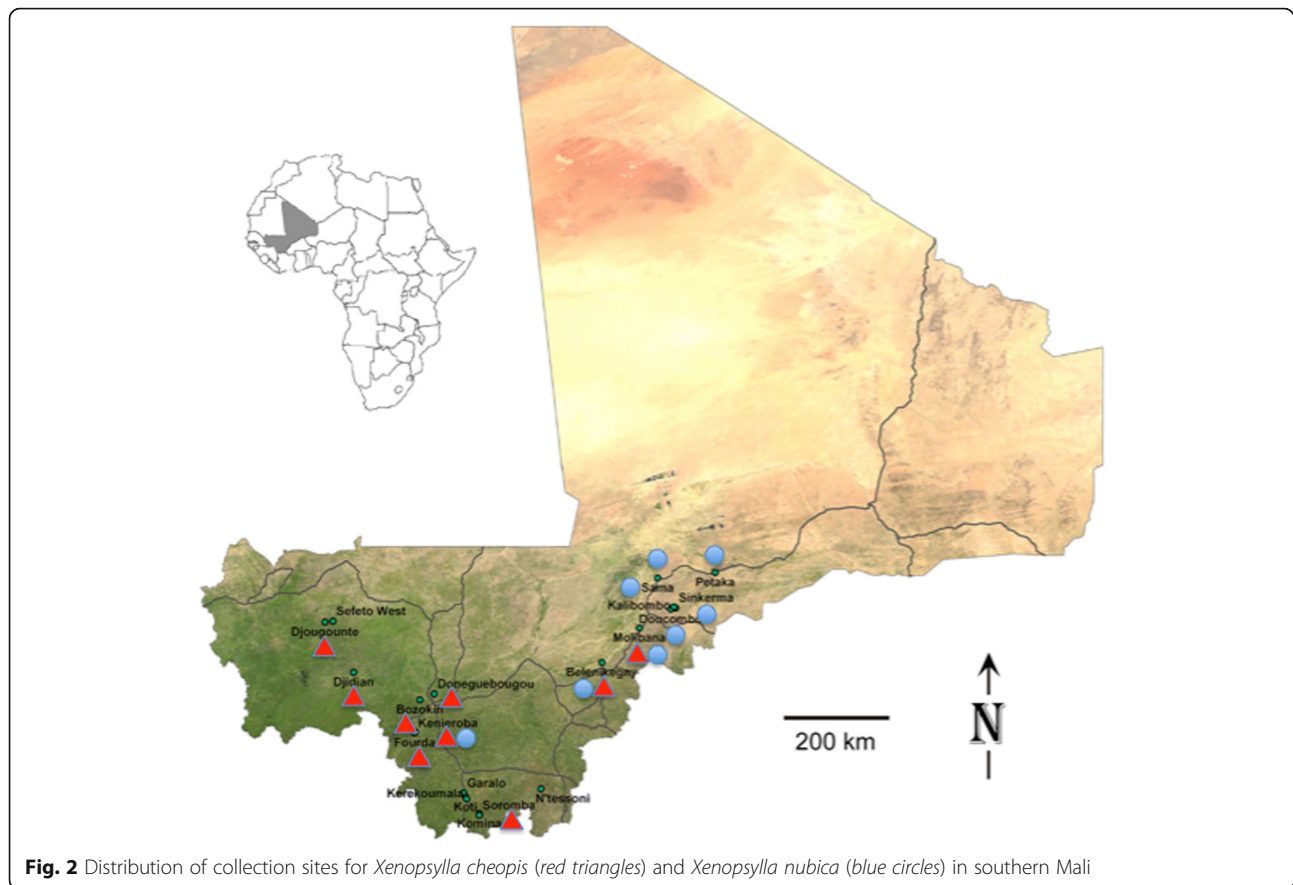 Sama
Petaka
Kalibombo
Sinkerma
Doucombo
Mokbana
Sefeto West
Djougounte
Belenikegny
Djidian
Doneguebougou
Bozokin
Kenieroba
Fourda
200 km
N
Garalo
Kerekoumala
N'tessoni
Koti Soromba
Komina
Fig. 2 Distribution of collection sites for Xenopsylla cheopis (red triangles) and Xenopsylla nubica (blue circles) in southern Mali